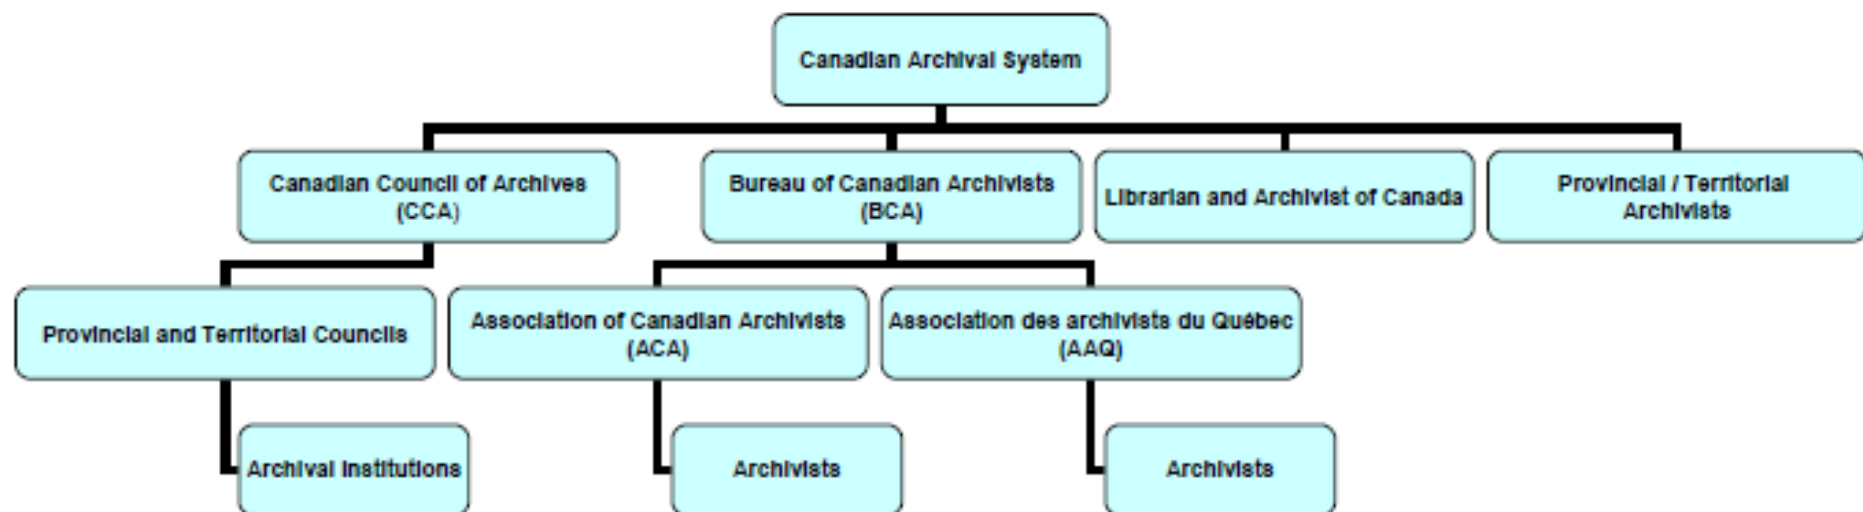 Canadian Archival System
Canadian Council of Archives
(CCA)
Bureau of Canadian Archivists
(BCA)
Librarian and Archivist of Canada
Provincial / Territorial
Archivists
Provincial and Territorial Councils
Association of Canadian Archivists
(ACA)
Association des archivists du Québec
(AAQ)
Archival Institutions
Archivists
Archivists